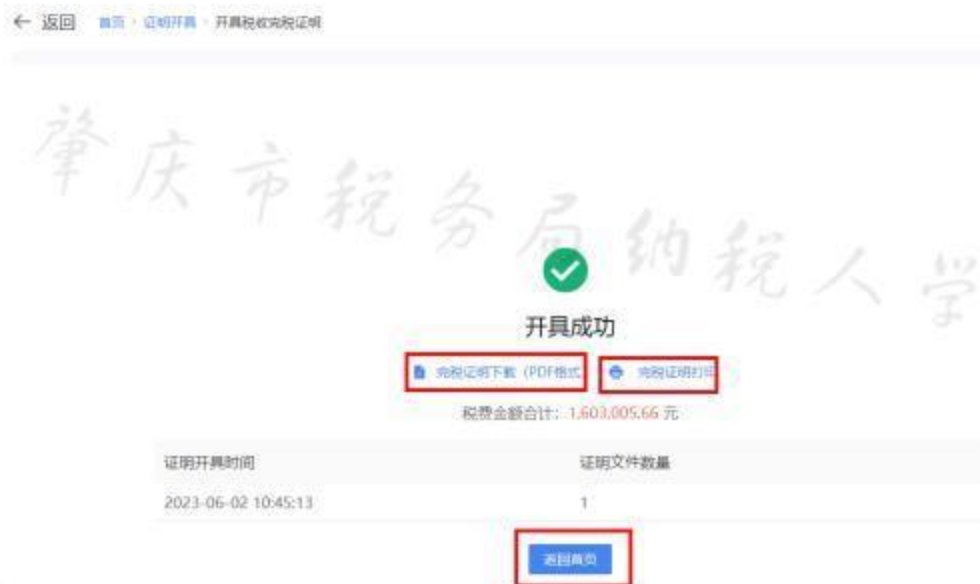 ← 返回 首页 › 证明开具 › 开具税收完税证明
肇庆市税务局纳税人学
开具成功
完税证明下载（PDF格式 完税证明打印
税费金额合计：1,603,005.66 元
证明开具时间 证明文件数量
2023-06-02 10:45:13 1
返回首页